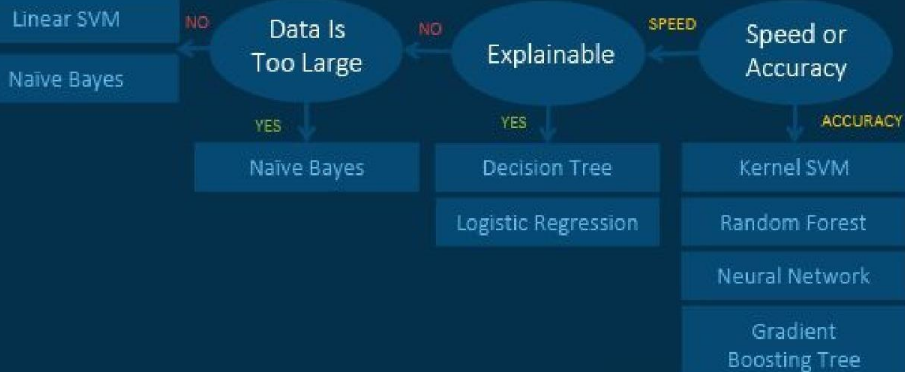 Linear SVM
NO
Data Is
Too Large
NO
Explainable
SPEED
Speed or
Accuracy
Naïve Bayes
YES
YES
ACCURACY
Naïve Bayes
Decision Tree
Kernel SVM
Logistic Regression
Random Forest
Neural Network
Gradient
Boosting Tree